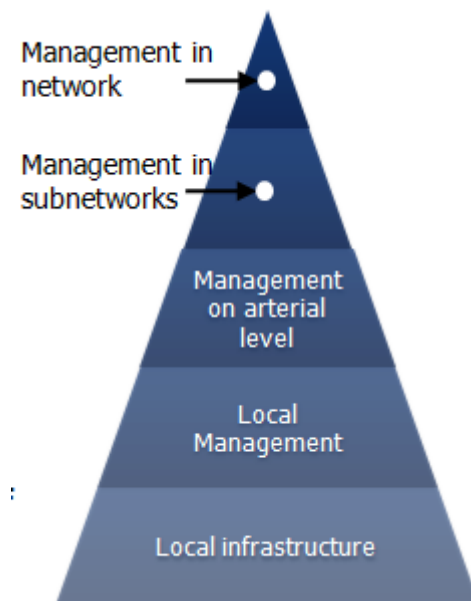 Management in
network
Management in
subnetworks
Management
on arterial
level
Local
Management
:
Local infrastructure